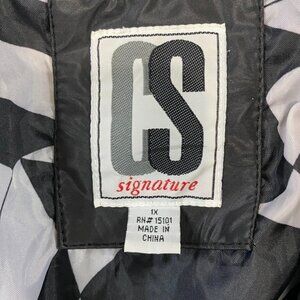 CS
signature
1X
RN# 15101
MADE IN
CHINA